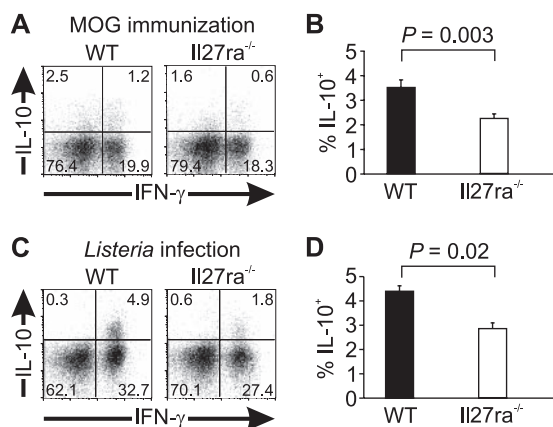 A MOG immunization
WT Il27ra-/-
2.5 1.2 1.6 0.6
76.4 19.9 79.4 18.3
IL-10
IFN-γ
B
P = 0.003
% IL-10+
5
4
3
2
1
0
WT Il27ra-/-
C Listeria infection
WT Il27ra-/-
0.3 4.9 0.6 1.8
62.1 32.7 70.1 27.4
IL-10
IFN-γ
D
P = 0.02
% IL-10+
5
4
3
2
1
0
WT Il27ra-/-